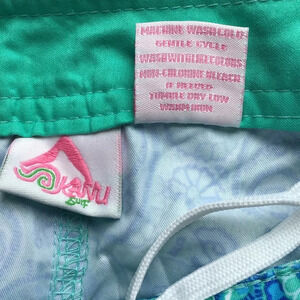 MACHINE WASH COLD
GENTLE CYCLE
WASH WITH LIKE COLORS
NON-CHLORINE BLEACH
IF NEEDED
TUMBLE DRY LOW
WARM IRON
Kanu
Surf